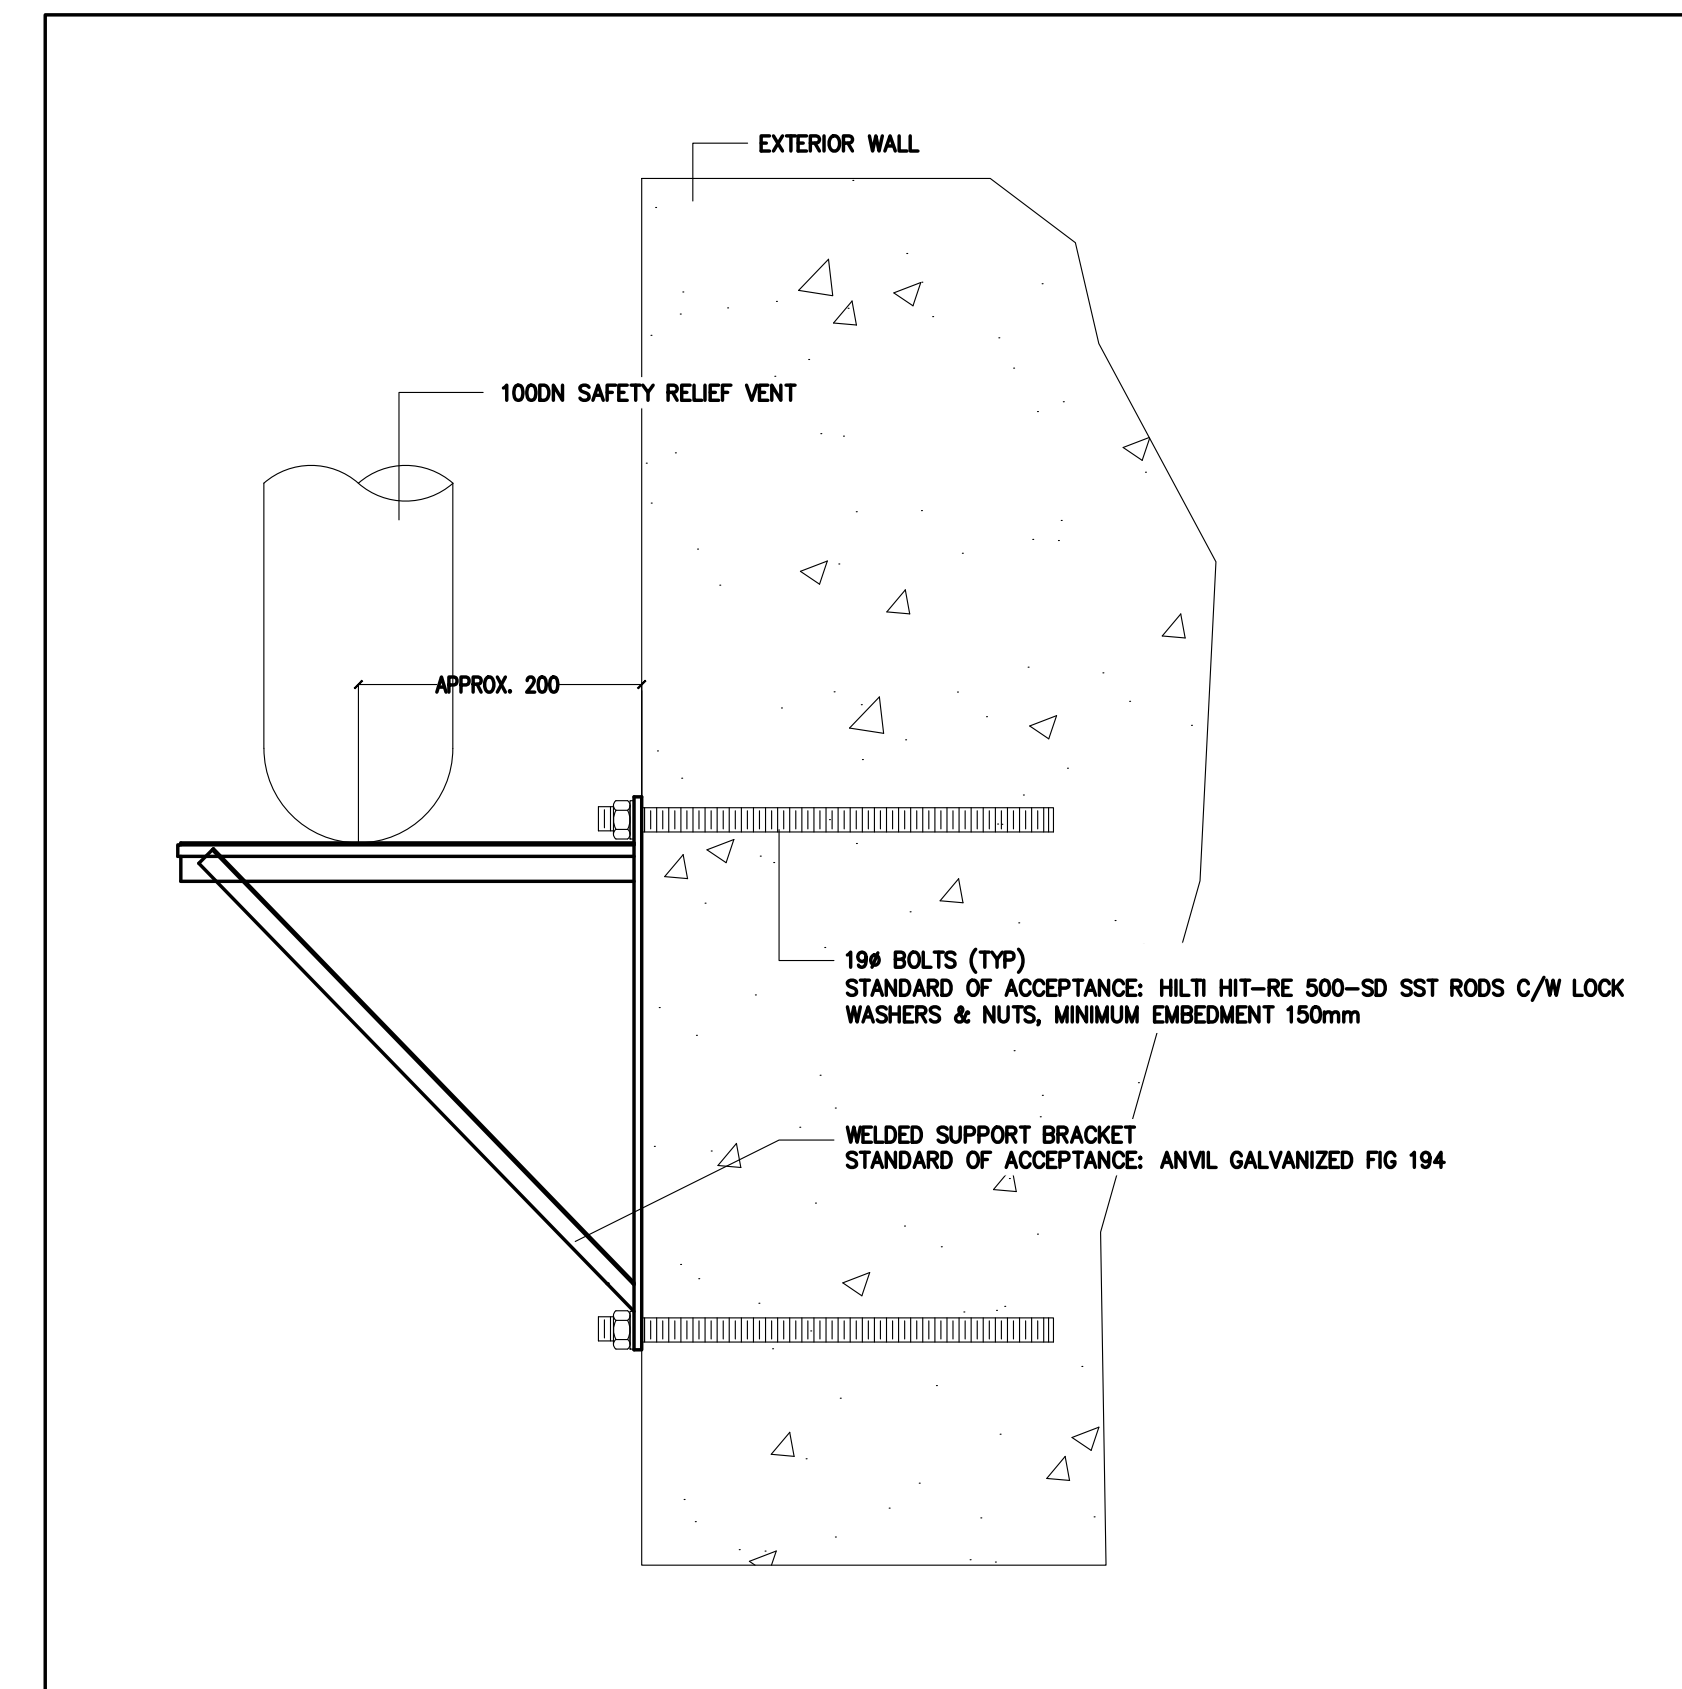 EXTERIOR WALL
100DN SAFETY RELIEF VENT
APPROX. 200
19ø BOLTS (TYP)
STANDARD OF ACCEPTANCE: HILTI HIT-RE 500-SD SST RODS C/W LOCK
WASHERS & NUTS, MINIMUM EMBEDMENT 150mm
WELDED SUPPORT BRACKET
STANDARD OF ACCEPTANCE: ANVIL GALVANIZED FIG 194